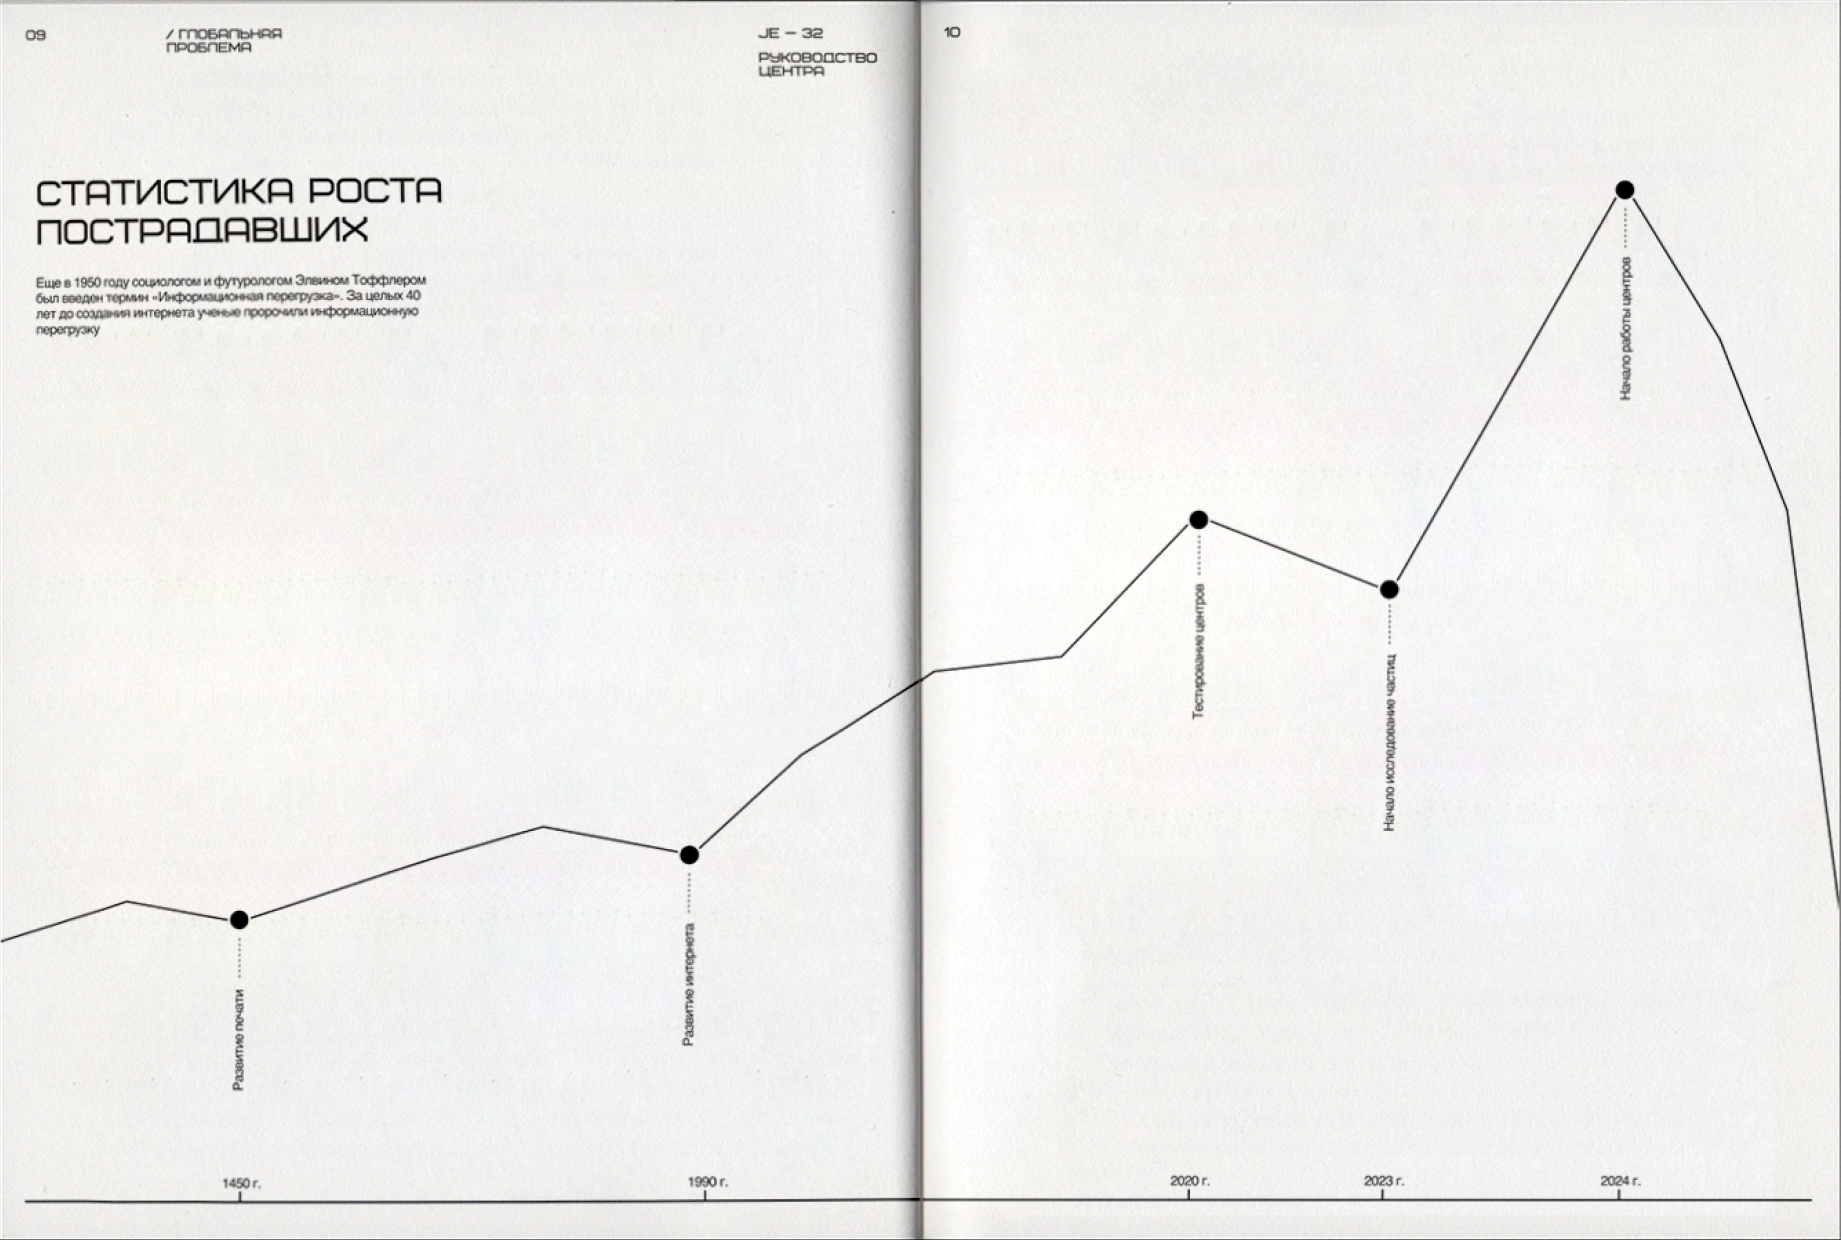 09
/ ГЛОБАЛЬНАЯ
ПРОБЛЕМА
JE – 32
РУКОВОДСТВО
ЦЕНТРА
10
СТАТИСТИКА РОСТА
ПОСТРАДАВШИХ
Еще в 1950 году социологом и футурологом Элвином Тоффлером
был введен термин «Информационная перегрузка». За целых 40
лет до создания интернета ученые пророчили информационную
перегрузку
Развитие печати
Развитие интернета
Тестирование центров
Начало исследование частиц
Начало работы центров
1450 г.
1990 г.
2020 г.
2023 г.
2024 г.